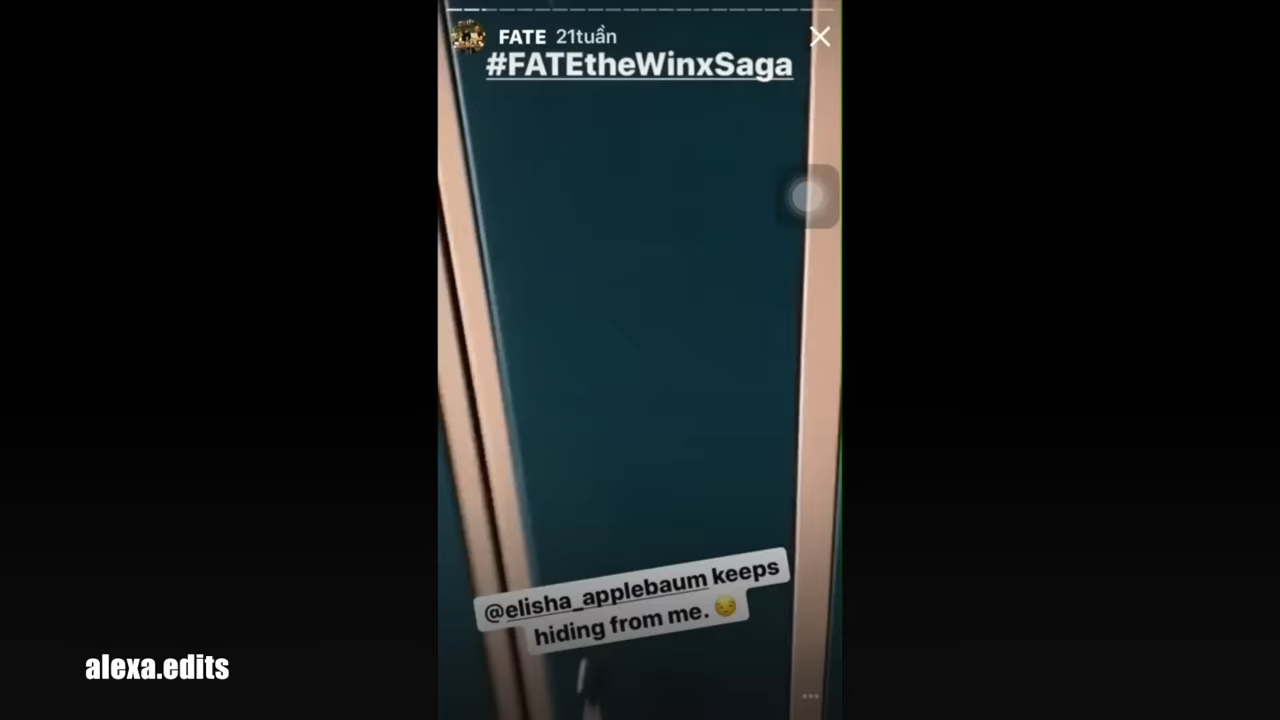 FATE 21tuần
#FATEtheWinxSaga
@elisha_applebaum keeps
hiding from me. 😒
alexa.edits